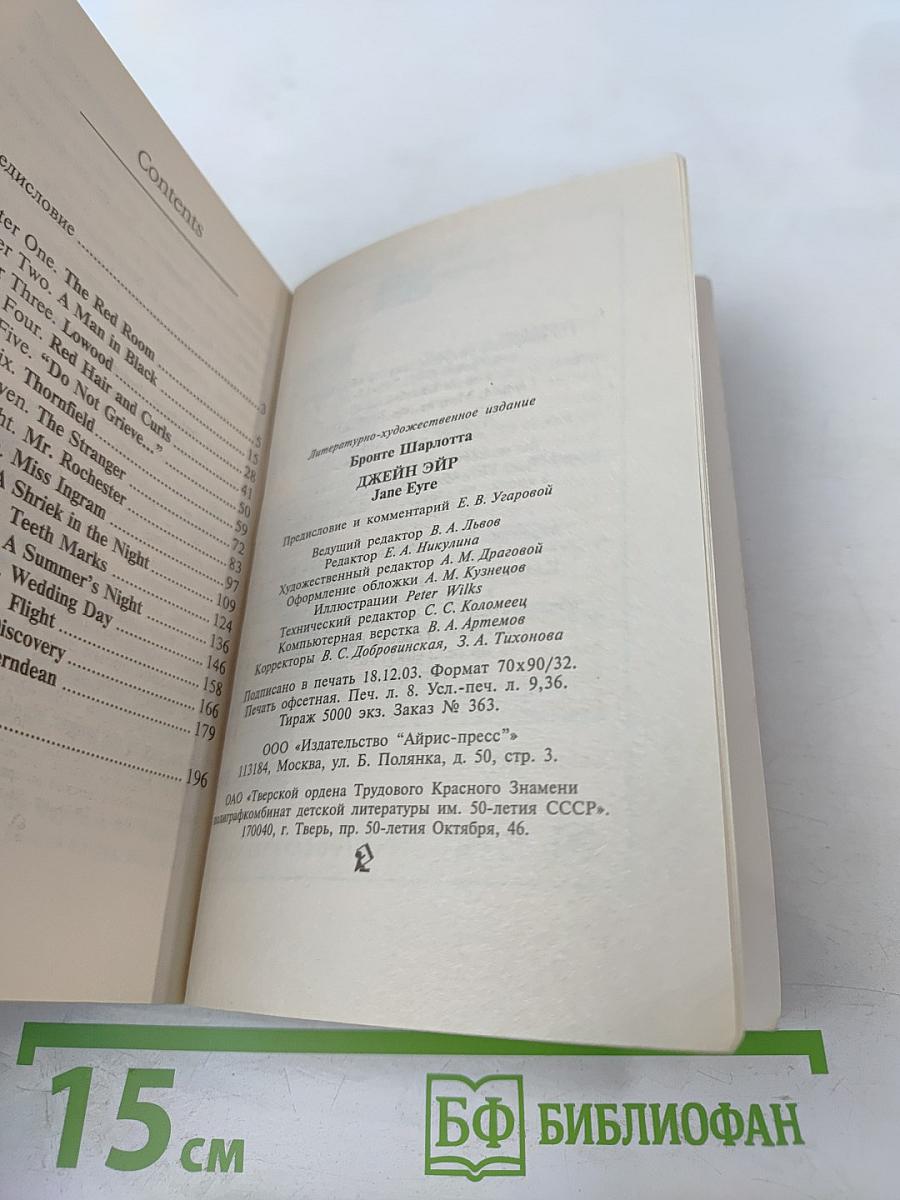 Contents
едисловие
ter One. The Red Room 3
er Two. A Man in Black 5
r Three. Lowood 15
Four. Red Hair and Curls 28
Five. “Do Not Grieve...” 41
ix. Thornfield 50
ven. The Stranger 59
ht. Mr. Rochester 72
. Miss Ingram 83
A Shriek in the Night 97
Teeth Marks 109
A Summer's Night 124
Wedding Day 136
Flight 146
Discovery 158
erndean 166
179
196
Литературно-художественное издание
Бронте Шарлотта
ДЖЕЙН ЭЙР
Jane Eyre
Предисловие и комментарий Е. В. Угаровой
Ведущий редактор В. А. Львов
Редактор Е. А. Никулина
Художественный редактор А. М. Драговой
Оформление обложки А. М. Кузнецов
Иллюстрации Peter Wilks
Технический редактор С. С. Коломеец
Компьютерная верстка В. А. Артемов
Корректоры В. С. Добровинская, З. А. Тихонова
Подписано в печать 18.12.03. Формат 70х90/32.
Печать офсетная. Печ. л. 8. Усл.-печ. л. 9,36.
Тираж 5000 экз. Заказ № 363.
ООО «Издательство “Айрис-пресс”»
113184, Москва, ул. Б. Полянка, д. 50, стр. 3.
ОАО «Тверской ордена Трудового Красного Знамени
полиграфкомбинат детской литературы им. 50-летия СССР».
170040, г. Тверь, пр. 50-летия Октября, 46.
15 см
БФ БИБЛИОФАН